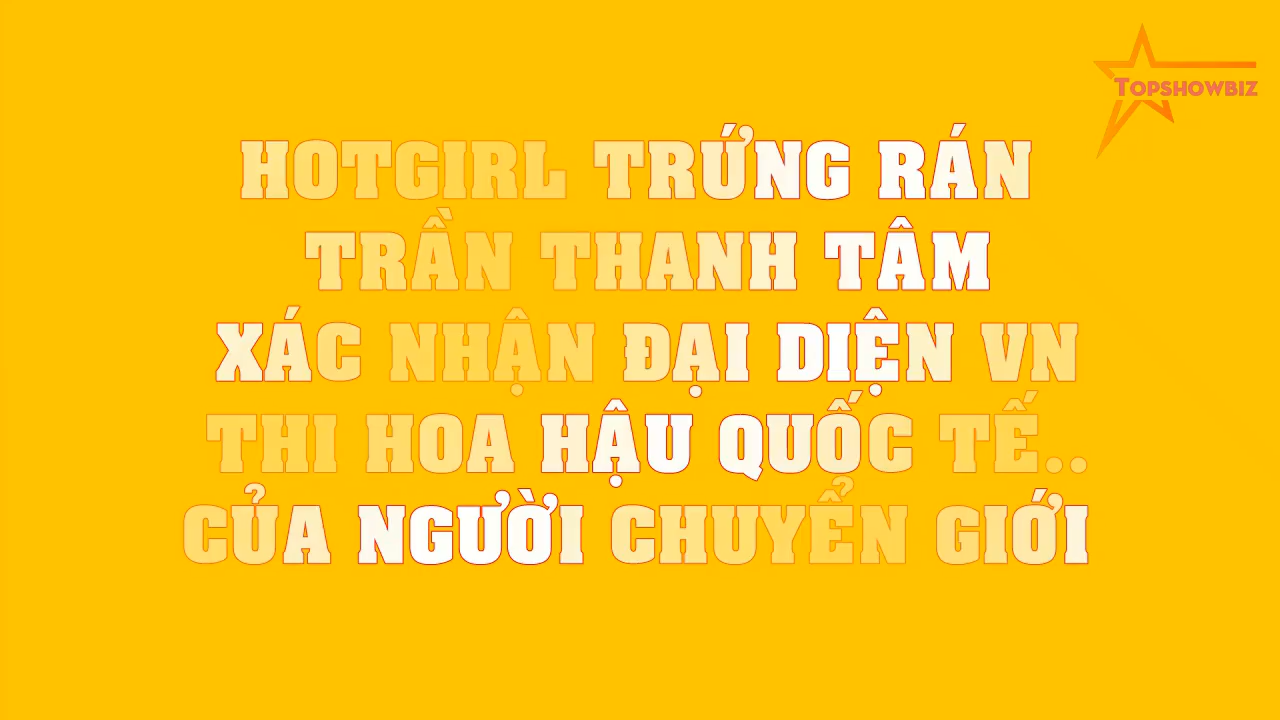 TOPSHOWBIZ
HOTGIRL TRỨNG RÁN
TRẦN THANH TÂM
XÁC NHẬN ĐẠI DIỆN VN
THI HOA HẬU QUỐC TẾ..
CỦA NGƯỜI CHUYỂN GIỚI